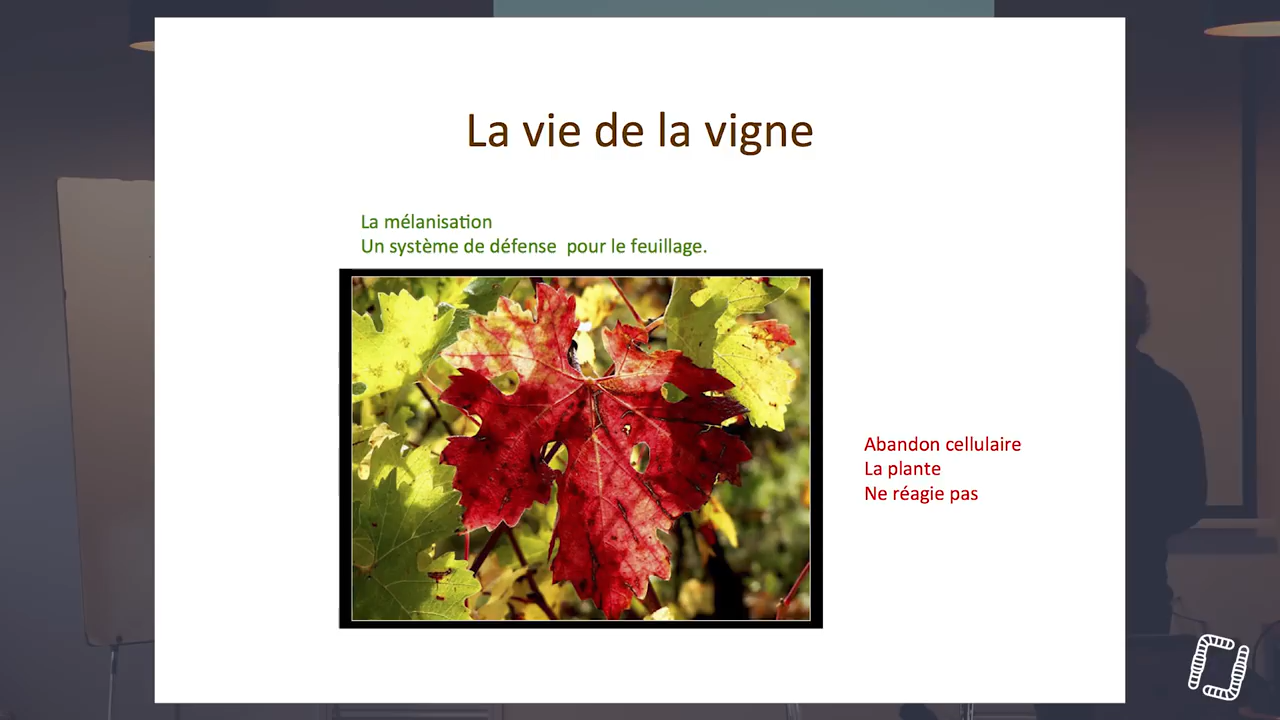 La vie de la vigne
La mélanisation
Un système de défense  pour le feuillage.
Abandon cellulaire
La plante
Ne réagie pas